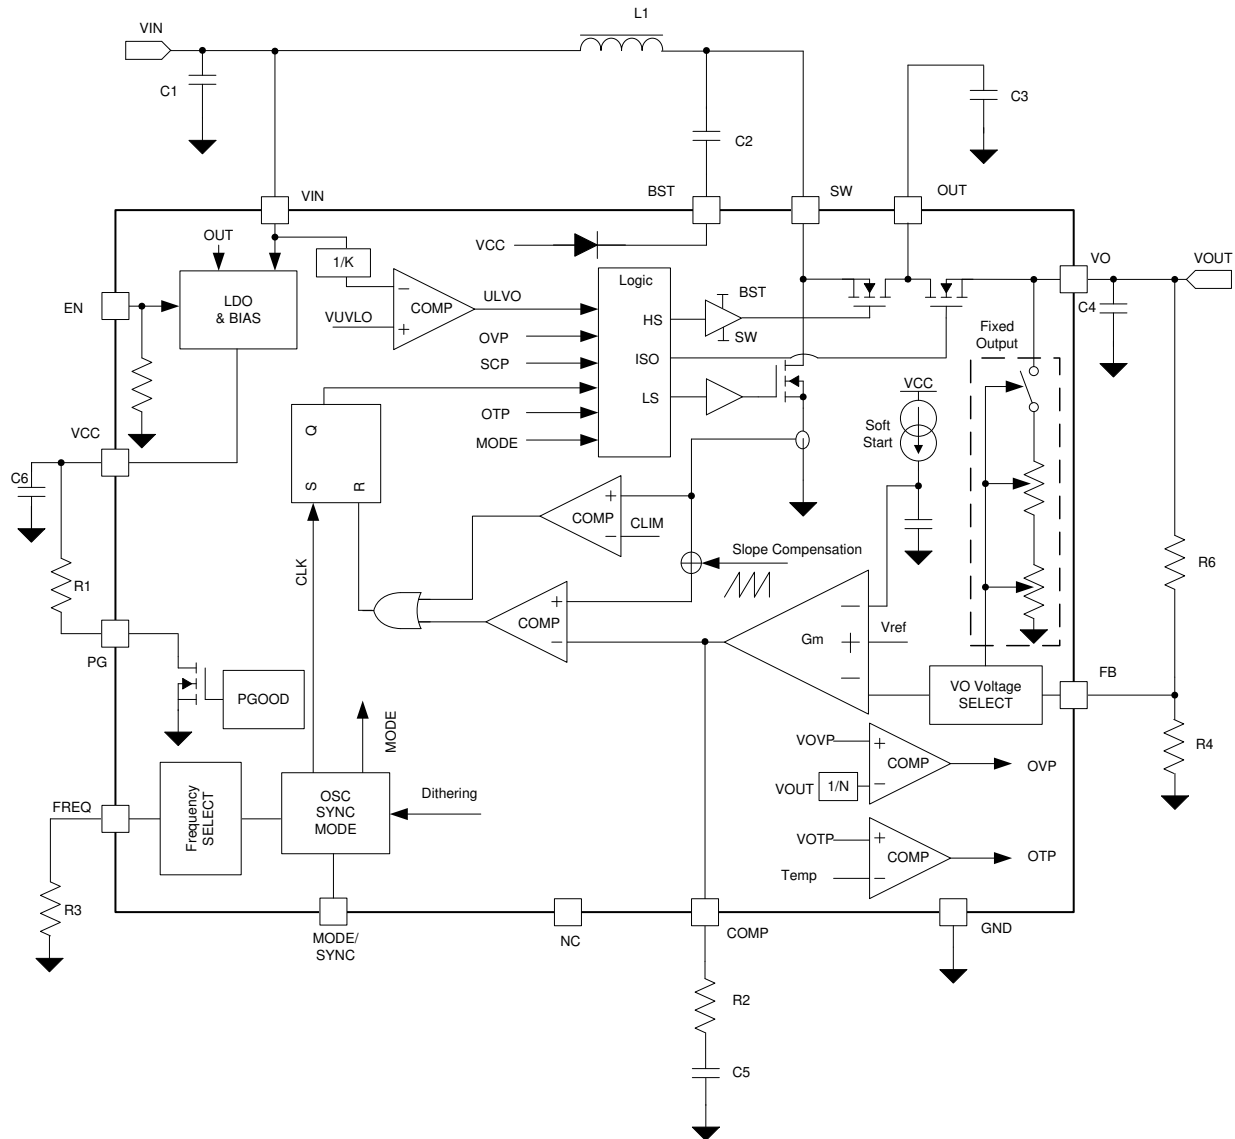 L1
VIN
C1
C2
C3
VIN
BST
SW
OUT
OUT
VCC
1/K
Logic
LDO
& BIAS
COMP
ULVO
VUVLO
HS
BST
SW
VO
VOUT
EN
OVP
SCP
ISO
LS
OTP
MODE
C4
Fixed
Output
VCC
Soft
Start
VCC
C6
Q
S
R
COMP
+
−
CLIM
CLK
Slope Compensation
R1
R6
COMP
+
−
Gm
Vref
PG
PGOOD
VO Voltage
SELECT
FB
R4
MODE
VOVP
+
COMP
−
OVP
VOUT
1/N
FREQ
Frequency
SELECT
OSC
SYNC
MODE
Dithering
VOTP
+
COMP
−
OTP
Temp
R3
MODE/
SYNC
NC
COMP
GND
R2
C5